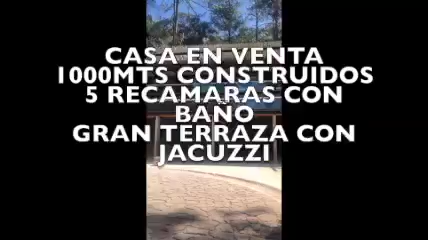 CASA EN VENTA
1000MTS CONSTRUIDOS
5 RECAMARAS CON
BAÑO
GRAN TERRAZA CON
JACUZZI